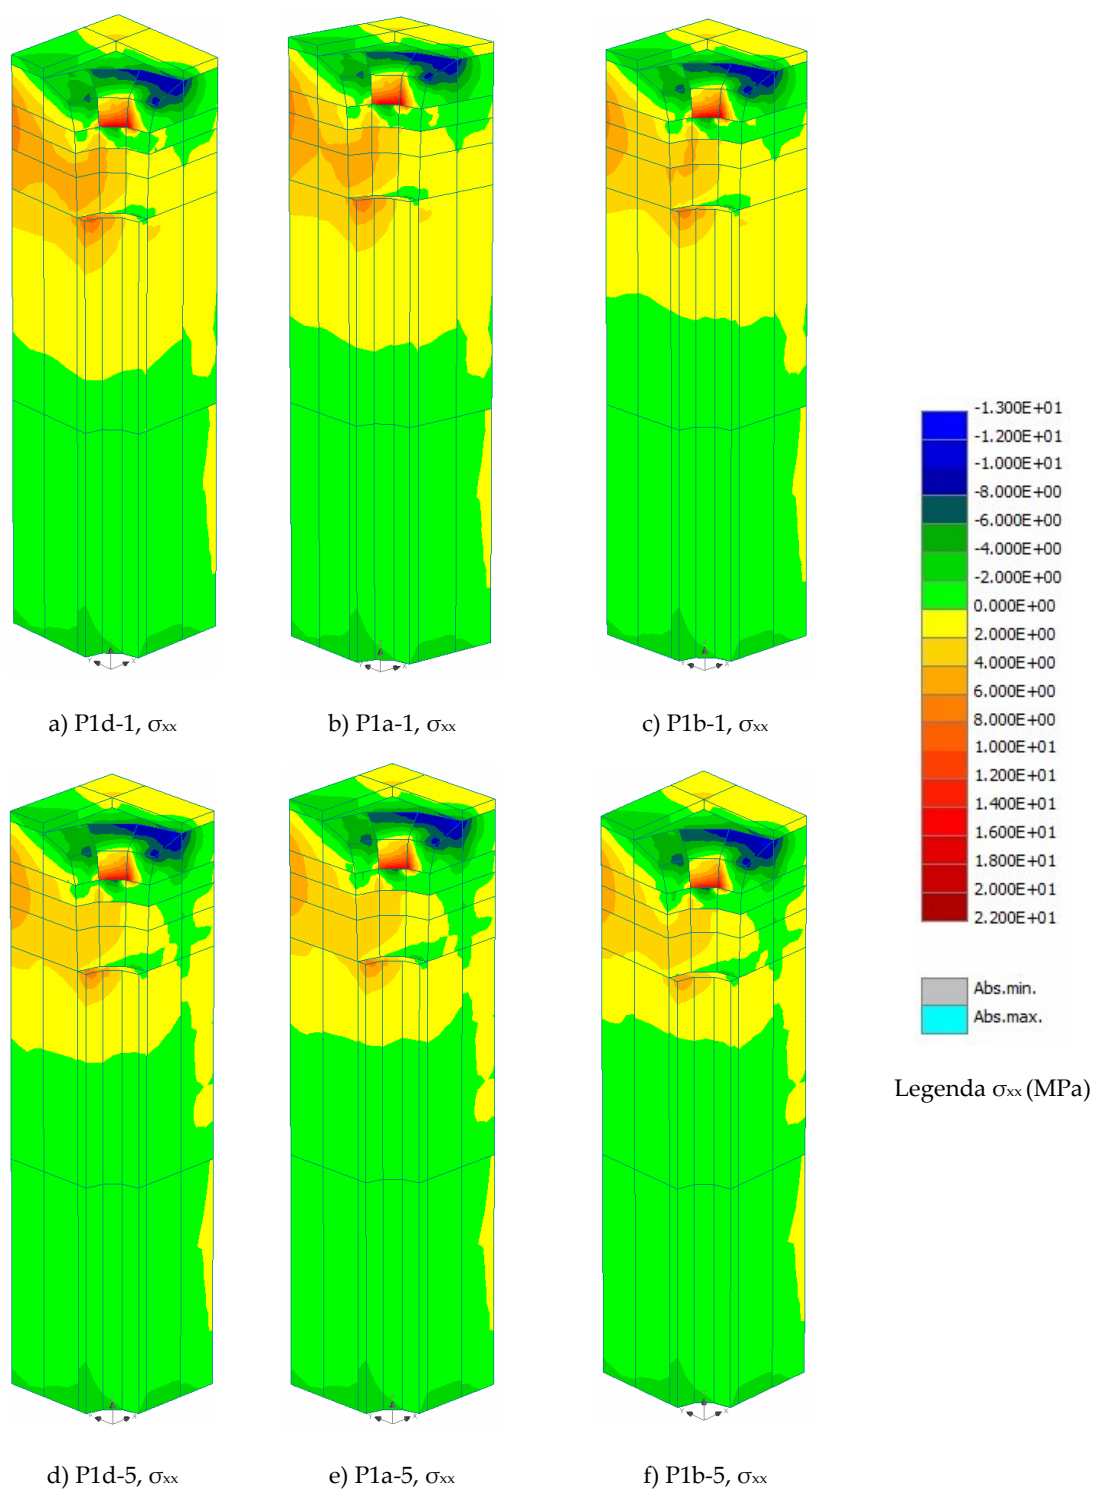 a) P1d-1, σxx
b) P1a-1, σxx
c) P1b-1, σxx
-1.300E+01
-1.200E+01
-1.000E+01
-8.000E+00
-6.000E+00
-4.000E+00
-2.000E+00
0.000E+00
2.000E+00
4.000E+00
6.000E+00
8.000E+00
1.000E+01
1.200E+01
1.400E+01
1.600E+01
1.800E+01
2.000E+01
2.200E+01
Abs.min.
Abs.max.
Legenda σxx (MPa)
d) P1d-5, σxx
e) P1a-5, σxx
f) P1b-5, σxx